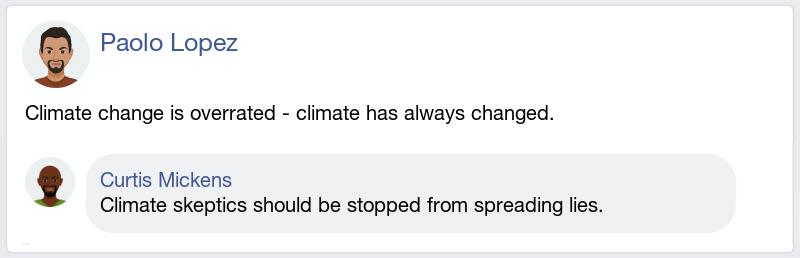 Paolo Lopez
Climate change is overrated - climate has always changed.
Curtis Mickens
Climate skeptics should be stopped from spreading lies.